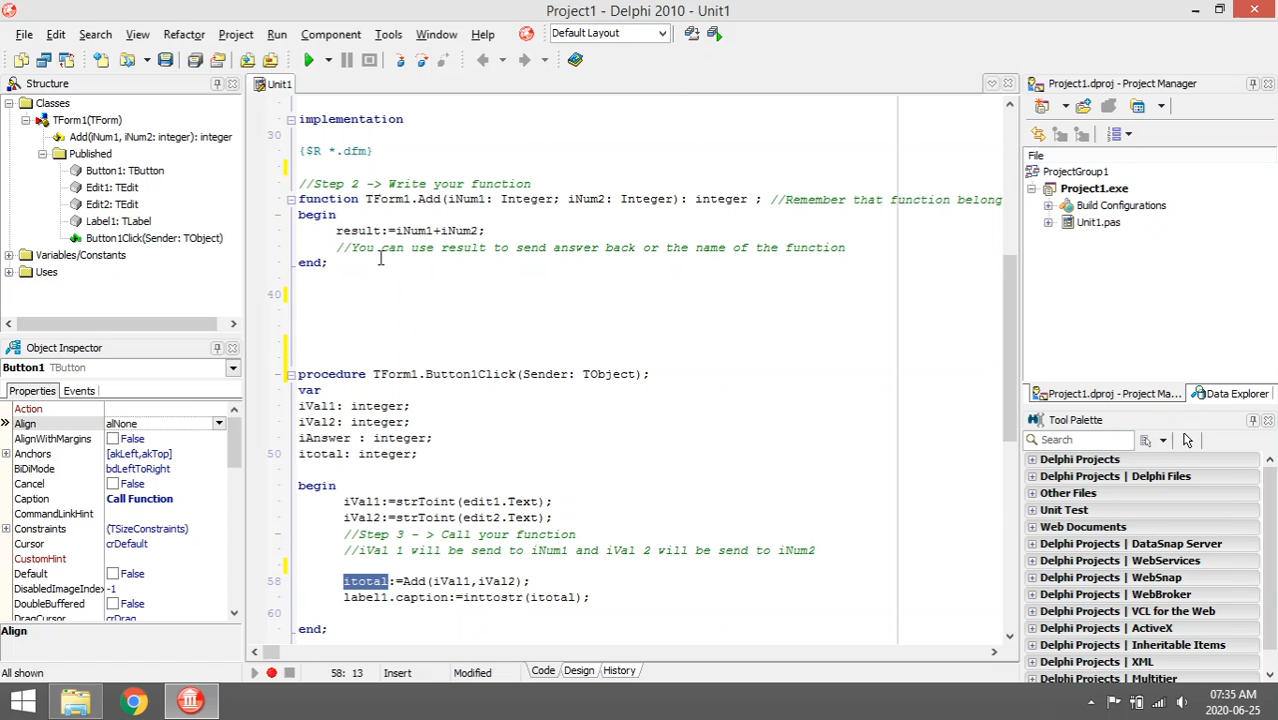 Project1 - Delphi 2010 - Unit1
File Edit Search View Refactor Project Run Component Tools Window Help
Default Layout
Structure
Classes
TForm1(TForm)
Add(iNum1, iNum2: integer): integer
Published
Button1: TButton
Edit1: TEdit
Edit2: TEdit
Label1: TLabel
Button1Click(Sender: TObject)
Variables/Constants
Uses
Object Inspector
Button1 TButton
Properties Events
Action
Align alNone
AlignWithMargins False
Anchors [akLeft,akTop]
BiDiMode bdLeftToRight
Cancel False
Caption Call Function
CommandLinkHint
Constraints (TSizeConstraints)
Cursor crDefault
CustomHint
Default False
DisabledImageIndex -1
DoubleBuffered False
DragCursor crDrag
Align
All shown
Unit1
implementation
30
{$R *.dfm}
//Step 2 -> Write your function
function TForm1.Add(iNum1: Integer; iNum2: Integer): integer ; //Remember that function belong
begin
result:=iNum1+iNum2;
//You can use result to send answer back or the name of the function
end;
40
procedure TForm1.Button1Click(Sender: TObject);
var
iVal1: integer;
iVal2: integer;
iAnswer : integer;
50 itotal: integer;
begin
iVal1:=strToint(edit1.Text);
iVal2:=strToint(edit2.Text);
//Step 3 - > Call your function
//iVal 1 will be send to iNum1 and iVal 2 will be send to iNum2
58 itotal:=Add(iVal1,iVal2);
label1.caption:=inttostr(itotal);
60
end;
58: 13 Insert Modified Code Design History
Project1.dproj - Project Manager
File
ProjectGroup1
Project1.exe
Build Configurations
Unit1.pas
Project1.dproj - Project Ma... Data Explorer
Tool Palette
Search
Delphi Projects
Delphi Projects | Delphi Files
Other Files
Unit Test
Web Documents
Delphi Projects | DataSnap Server
Delphi Projects | WebServices
Delphi Projects | WebSnap
Delphi Projects | WebBroker
Delphi Projects | VCL for the Web
Delphi Projects | ActiveX
Delphi Projects | Inheritable Items
Delphi Projects | XML
Delphi Projects | Multitier
07:35 AM
2020-06-25